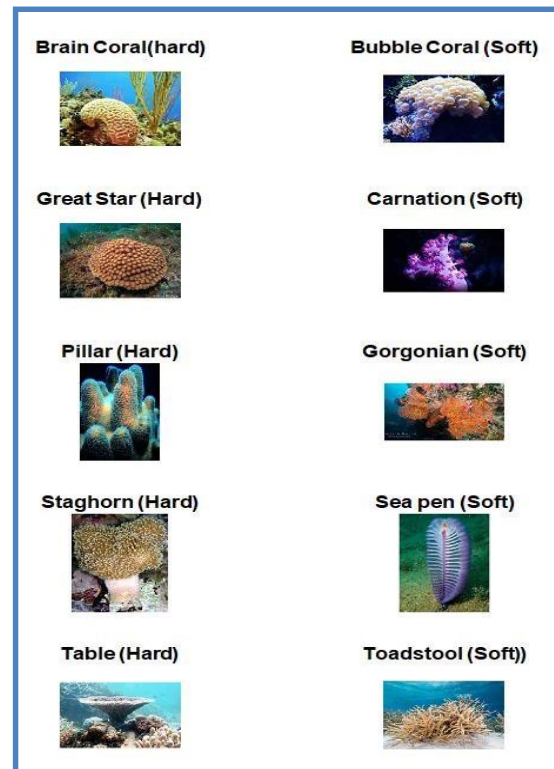 Brain Coral(hard)
Bubble Coral (Soft)
Great Star (Hard)
Carnation (Soft)
Pillar (Hard)
Gorgonian (Soft)
Staghorn (Hard)
Sea pen (Soft)
Table (Hard)
Toadstool (Soft))